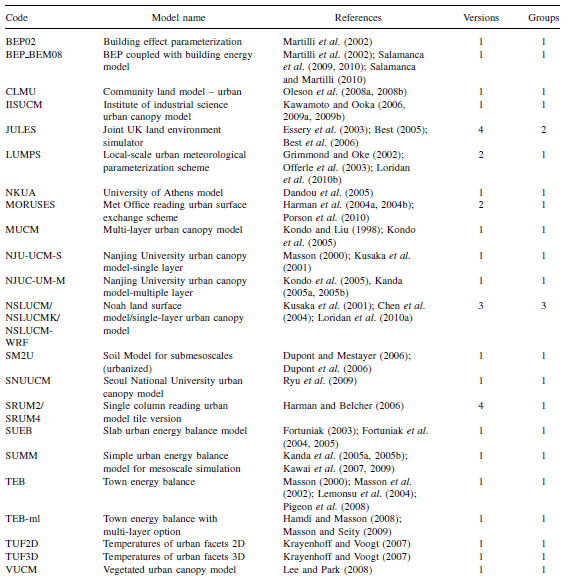 Code Model name References Versions Groups
BEP02 Building effect parameterization Martilli et al. (2002) 1 1
BEP_BEM08 BEP coupled with building energy Martilli et al. (2002); Salamanca 1 1
model et al. (2009, 2010); Salamanca
and Martilli (2010)
CLMU Community land model – urban Oleson et al. (2008a, 2008b) 1 1
IISUCM Institute of industrial science Kawamoto and Ooka (2006, 1 1
urban canopy model 2009a, 2009b)
JULES Joint UK land environment Essery et al. (2003); Best (2005); 4 2
simulator Best et al. (2006)
LUMPS Local-scale urban meteorological Grimmond and Oke (2002); 2 1
parameterization scheme Offerle et al. (2003); Loridan
et al. (2010b)
NKUA University of Athens model Dandou et al. (2005) 1 1
MORUSES Met Office reading urban surface Harman et al. (2004a, 2004b); 2 1
exchange scheme Porson et al. (2010)
MUCM Multi-layer urban canopy model Kondo and Liu (1998); Kondo 1 1
et al. (2005)
NJU-UCM-S Nanjing University urban canopy Masson (2000); Kusaka et al. 1 1
model-single layer (2001)
NJUC-UM-M Nanjing University urban canopy Kondo et al. (2005), Kanda 1 1
model-multiple layer (2005a, 2005b)
NSLUCM/ Noah land surface Kusaka et al. (2001); Chen et al. 3 3
NSLUCMK/ model/single-layer urban canopy (2004); Loridan et al. (2010a)
NSLUCM- model
WRF
SM2U Soil Model for submesoscales Dupont and Mestayer (2006); 1 1
(urbanized) Dupont et al. (2006)
SNUUCM Seoul National University urban Ryu et al. (2009) 1 1
canopy model
SRUM2/ Single column reading urban Harman and Belcher (2006) 4 1
SRUM4 model tile version
SUEB Slab urban energy balance model Fortuniak (2003); Fortuniak et al. 1 1
(2004, 2005)
SUMM Simple urban energy balance Kanda et al. (2005a, 2005b); 1 1
model for mesoscale simulation Kawai et al. (2007, 2009)
TEB Town energy balance Masson (2000); Masson et al. 1 1
(2002); Lemonsu et al. (2004);
Pigeon et al. (2008)
TEB-ml Town energy balance with Hamdi and Masson (2008); 1 1
multi-layer option Masson and Seity (2009)
TUF2D Temperatures of urban facets 2D Krayenhoff and Voogt (2007) 1 1
TUF3D Temperatures of urban facets 3D Krayenhoff and Voogt (2007) 1 1
VUCM Vegetated urban canopy model Lee and Park (2008) 1 1